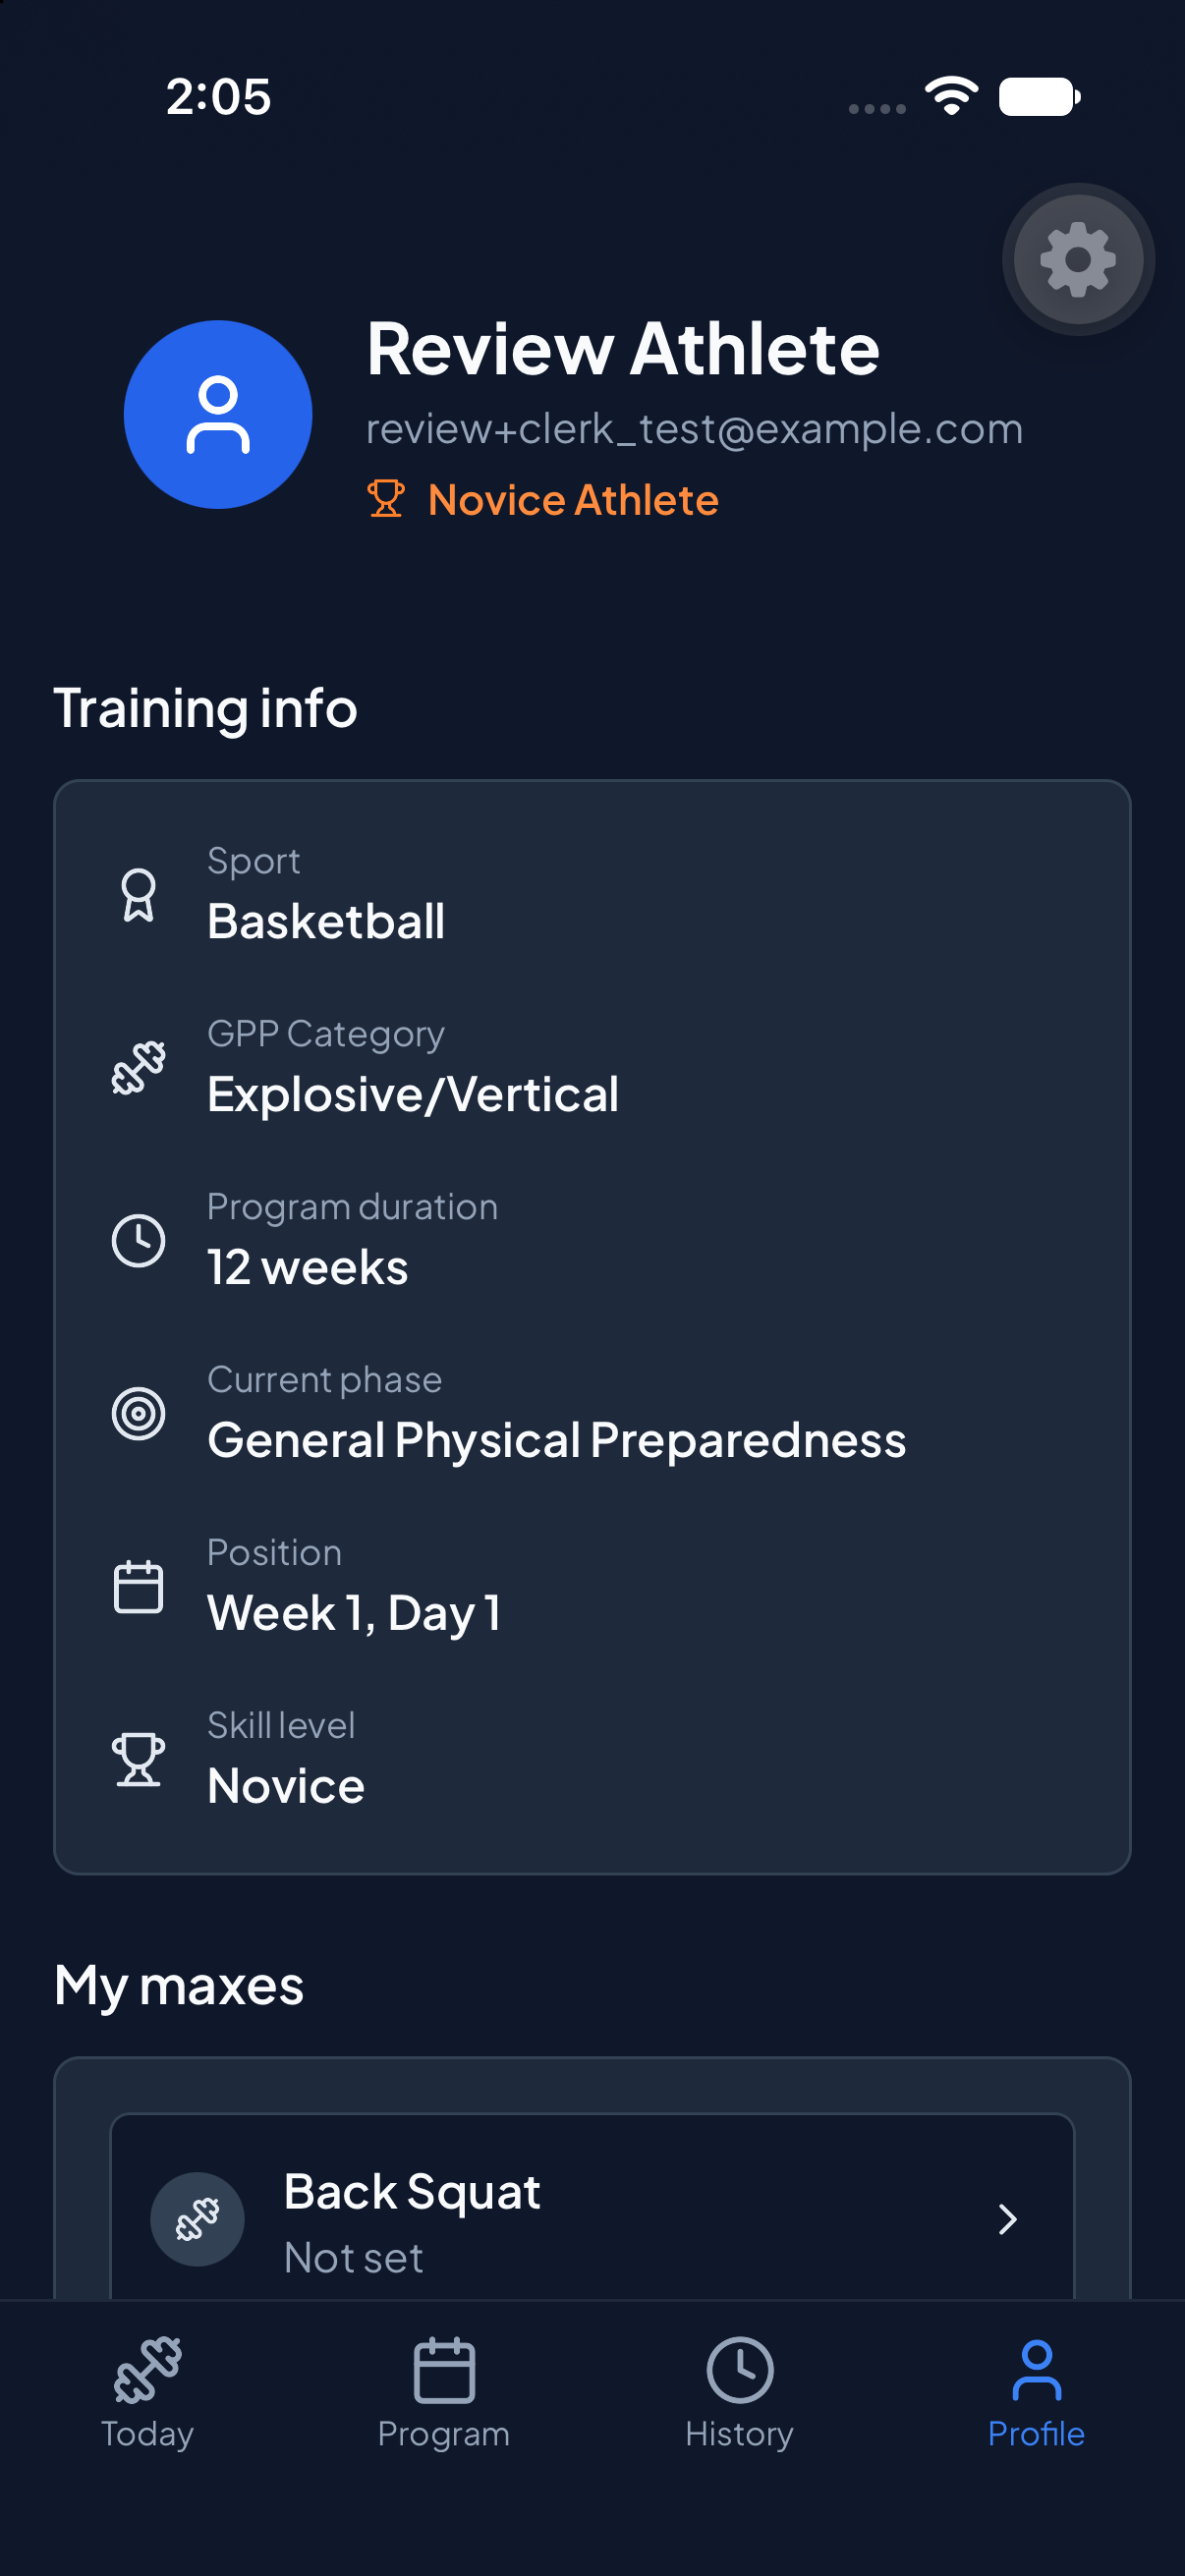 2:05
Review Athlete
review+clerk_test@example.com
Novice Athlete
Training info
Sport
Basketball
GPP Category
Explosive/Vertical
Program duration
12 weeks
Current phase
General Physical Preparedness
Position
Week 1, Day 1
Skill level
Novice
My maxes
Back Squat
Not set
Today
Program
History
Profile